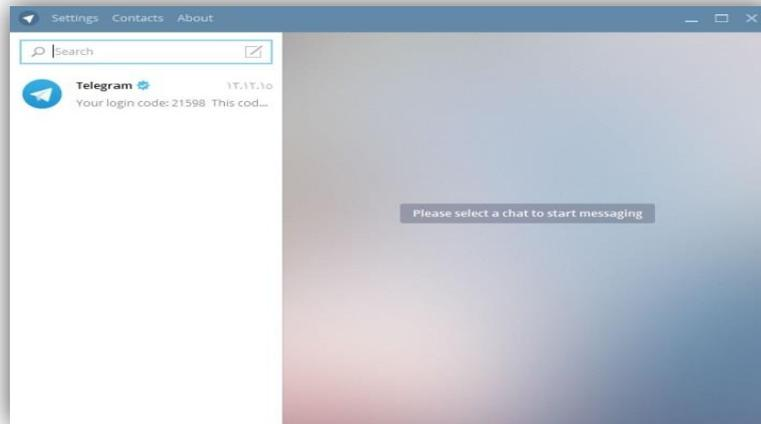 Settings Contacts About
Search
Telegram ١٣.١٢.١٥
Your login code: 21598 This cod...
Please select a chat to start messaging